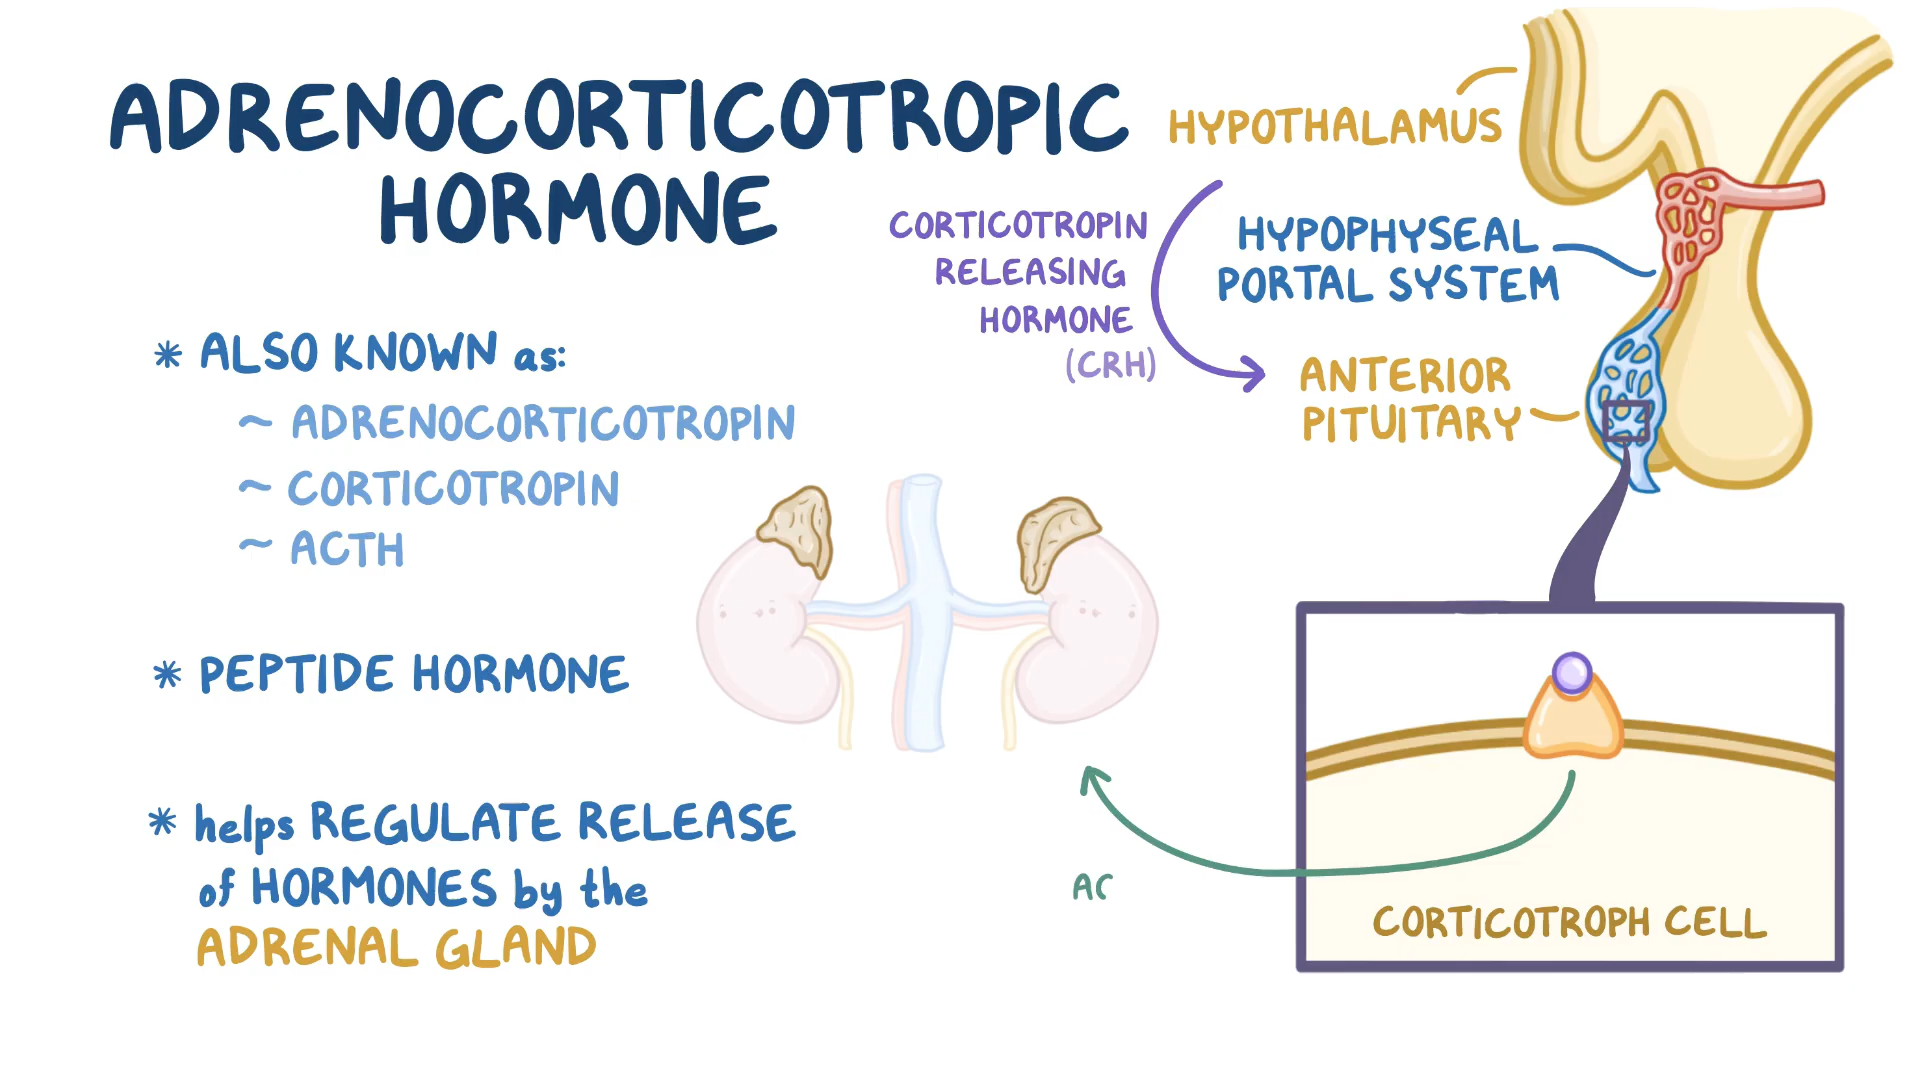 ADRENOCORTICOTROPIC
HORMONE
* ALSO KNOWN as:
~ ADRENOCORTICOTROPIN
~ CORTICOTROPIN
~ ACTH
* PEPTIDE HORMONE
* helps REGULATE RELEASE
of HORMONES by the
ADRENAL GLAND
HYPOTHALAMUS
CORTICOTROPIN
RELEASING
HORMONE
(CRH)
HYPOPHYSEAL
PORTAL SYSTEM
ANTERIOR
PITUITARY
AC
CORTICOTROPH CELL